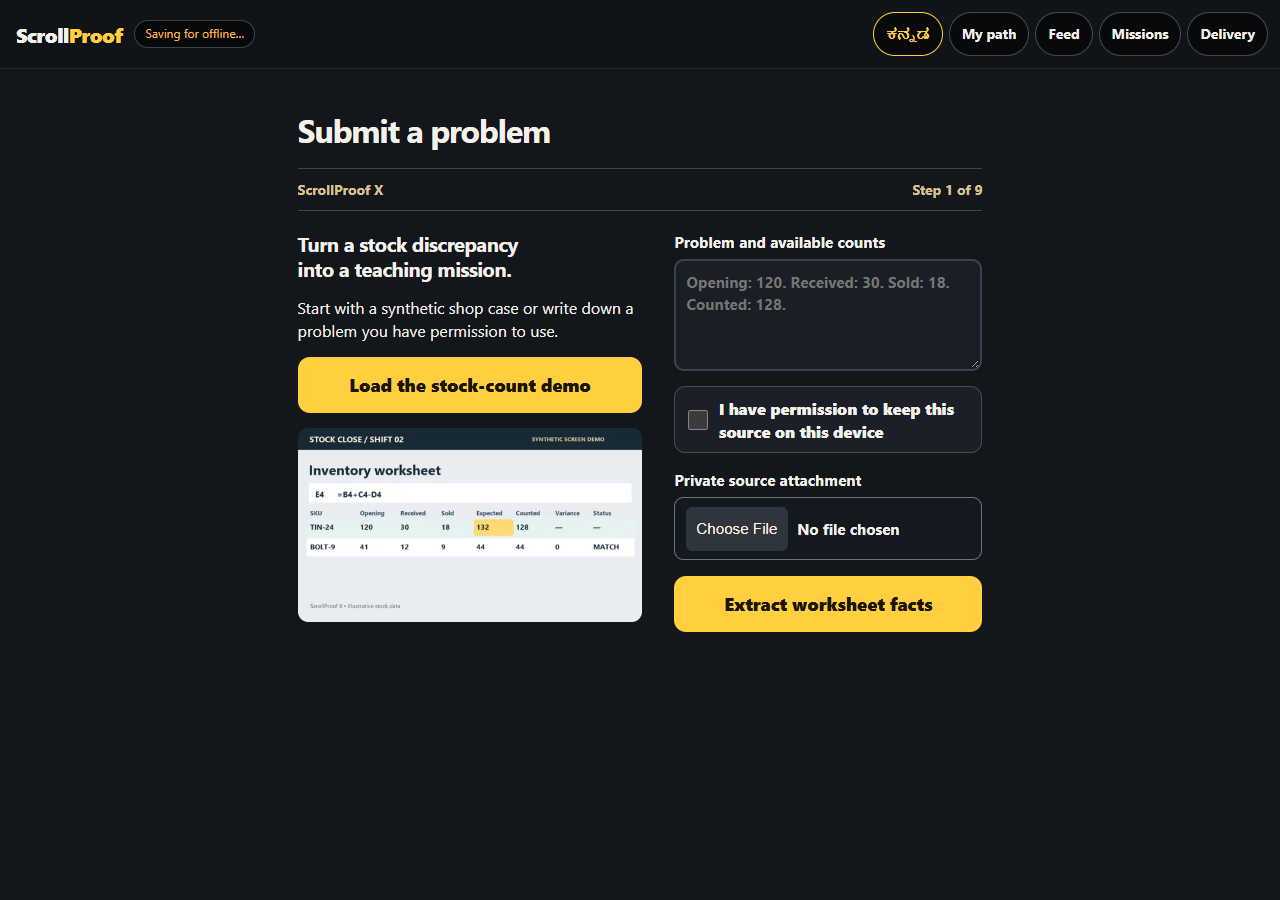 ScrollProof
Saving for offline...
ಕನ್ನಡ
My path
Feed
Missions
Delivery
Submit a problem
ScrollProof X
Step 1 of 9
Turn a stock discrepancy
into a teaching mission.
Start with a synthetic shop case or write down a
problem you have permission to use.
Load the stock-count demo
STOCK CLOSE / SHIFT 02
SYNTHETIC SCREEN DEMO
Inventory worksheet
E4 =B4+C4-D4
SKU Opening Received Sold Expected Counted Variance Status
TIN-24 120 30 18 132 128 — —
BOLT-9 41 12 9 44 44 0 MATCH
ScrollProof X • Illustrative stock data
Problem and available counts
Opening: 120. Received: 30. Sold: 18.
Counted: 128.
I have permission to keep this
source on this device
Private source attachment
Choose File No file chosen
Extract worksheet facts